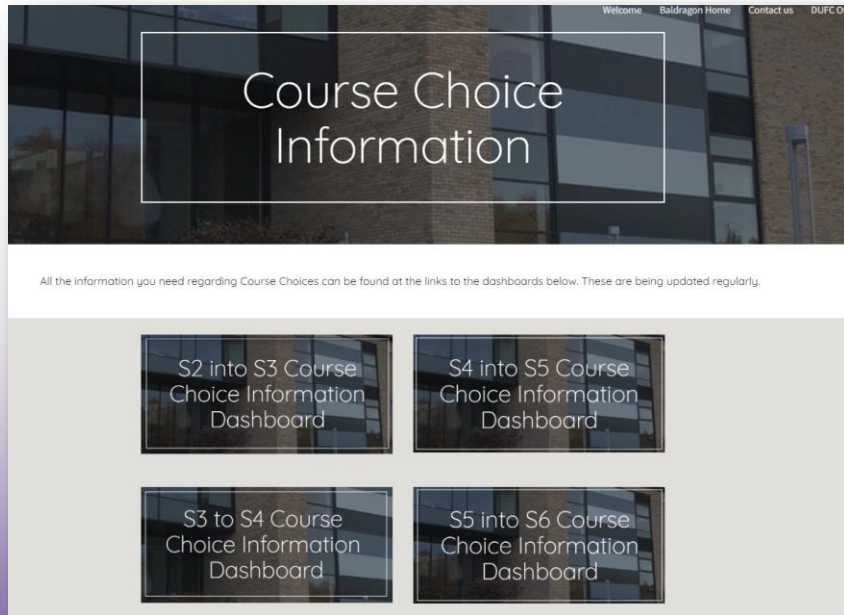 Welcome Baldragon Home Contact us DUFC
Course Choice
Information
All the information you need regarding Course Choices can be found at the links to the dashboards below. These are being updated regularly.
S2 into S3 Course
Choice Information
Dashboard
S4 into S5 Course
Choice Information
Dashboard
S3 to S4 Course
Choice Information
Dashboard
S5 into S6 Course
Choice Information
Dashboard